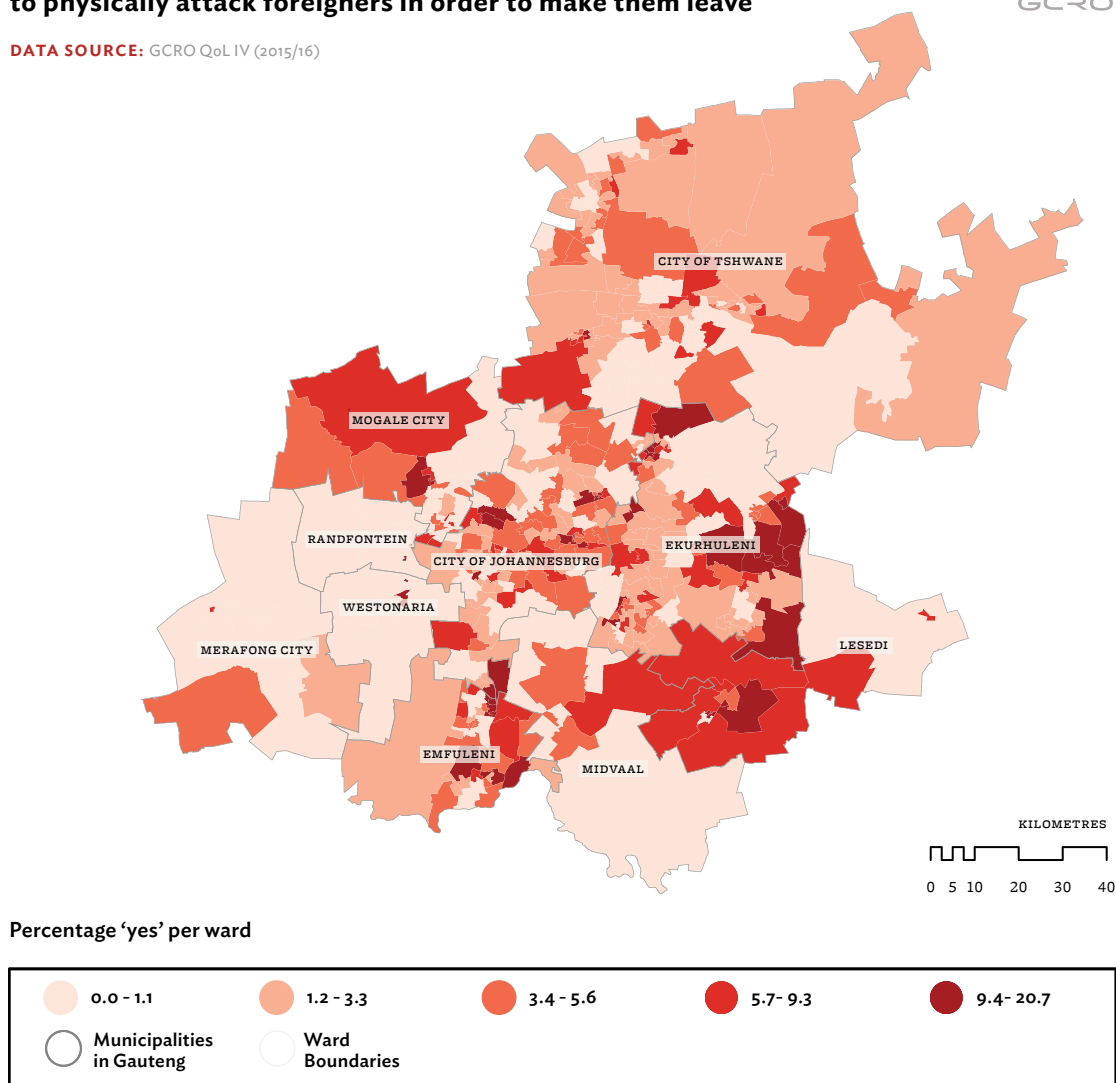 to physically attack foreigners in order to make them leave
GCRO
DATA SOURCE: GCRO QoL IV (2015/16)
CITY OF TSHWANE
MOGALE CITY
RANDFONTEIN
EKURHULENI
CITY OF JOHANNESBURG
WESTONARIA
MERAFONG CITY
LESEDI
EMFULENI
MIDVAAL
KILOMETRES
0 5 10 20 30 40
Percentage ‘yes’ per ward
0.0 - 1.1 1.2 - 3.3 3.4 - 5.6 5.7- 9.3 9.4- 20.7
Municipalities
in Gauteng
Ward
Boundaries